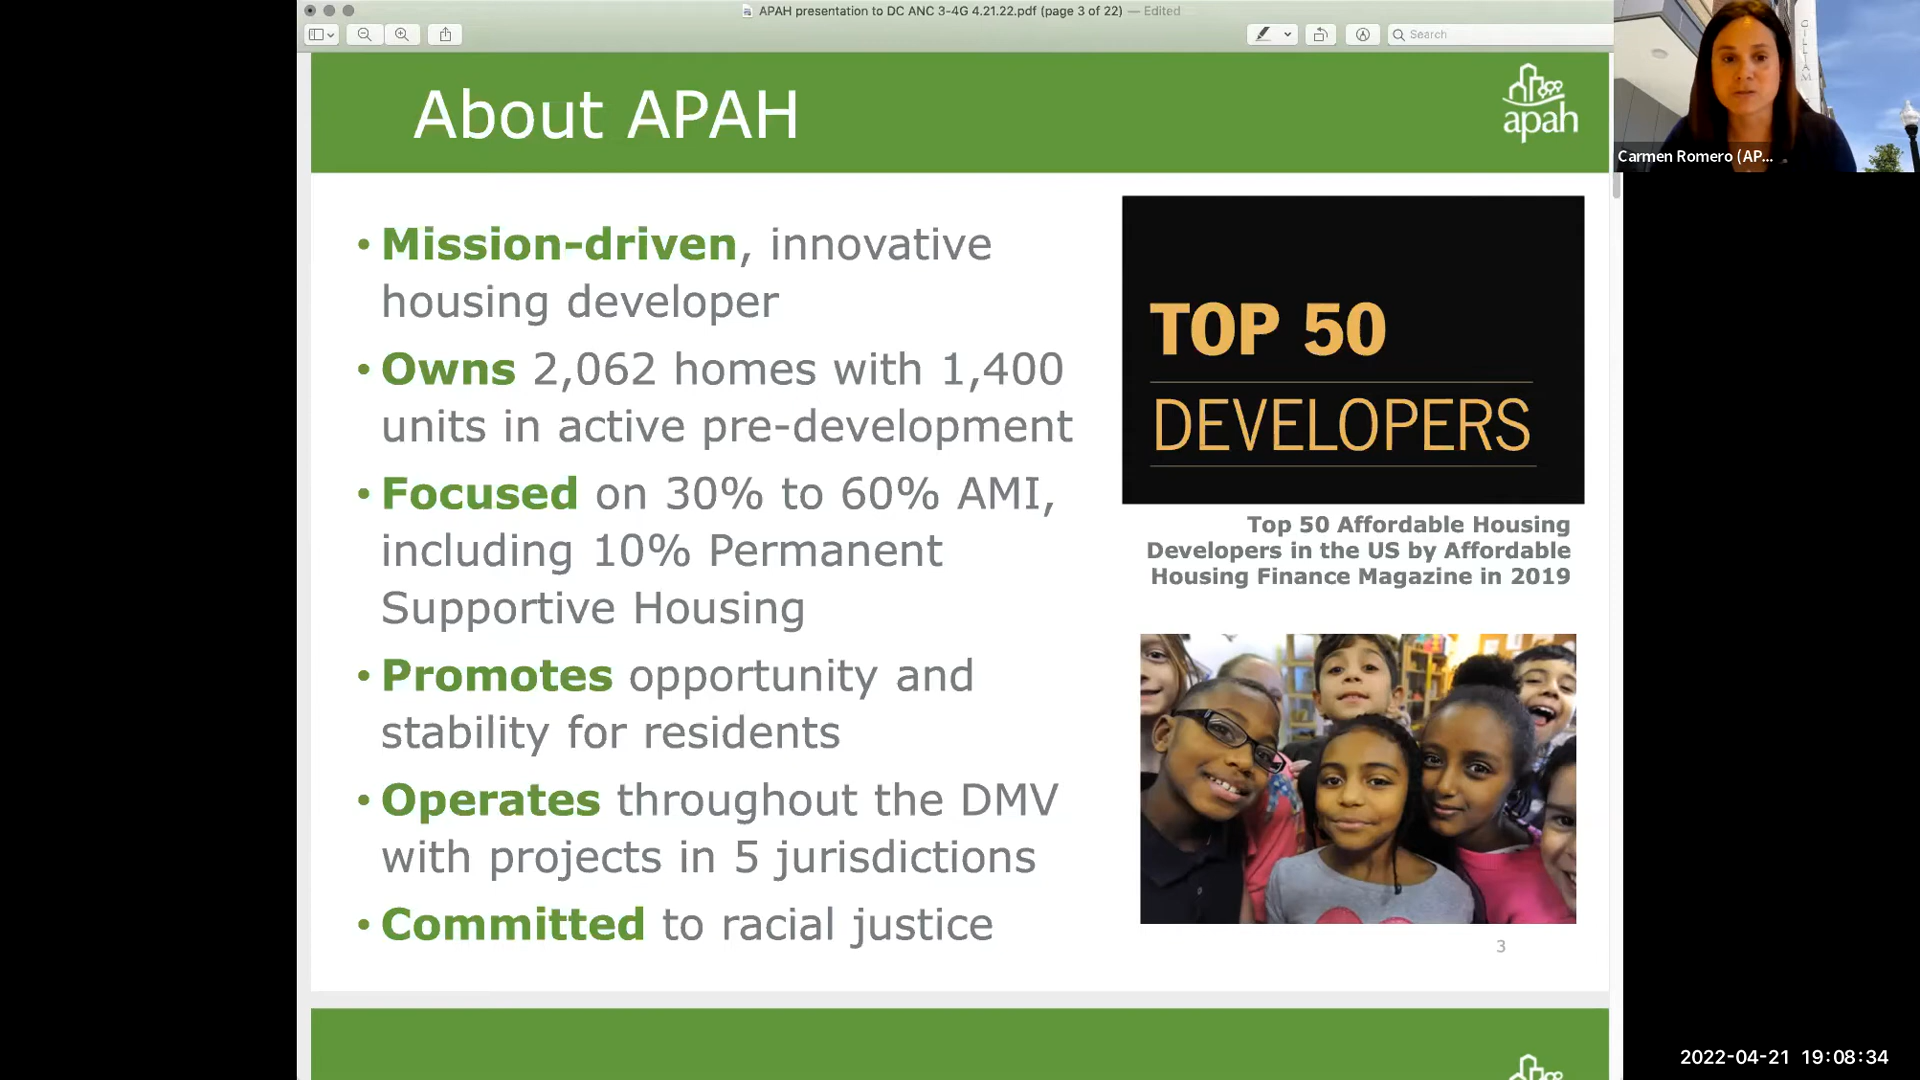 APAH presentation to DC ANC 3-4G 4.21.22.pdf (page 3 of 22) — Edited
Search
About APAH
apah
Carmen Romero (AP...
• Mission-driven, innovative
housing developer
• Owns 2,062 homes with 1,400
units in active pre-development
• Focused on 30% to 60% AMI,
including 10% Permanent
Supportive Housing
• Promotes opportunity and
stability for residents
• Operates throughout the DMV
with projects in 5 jurisdictions
• Committed to racial justice
TOP 50
DEVELOPERS
Top 50 Affordable Housing
Developers in the US by Affordable
Housing Finance Magazine in 2019
3
2022-04-21 19:08:34